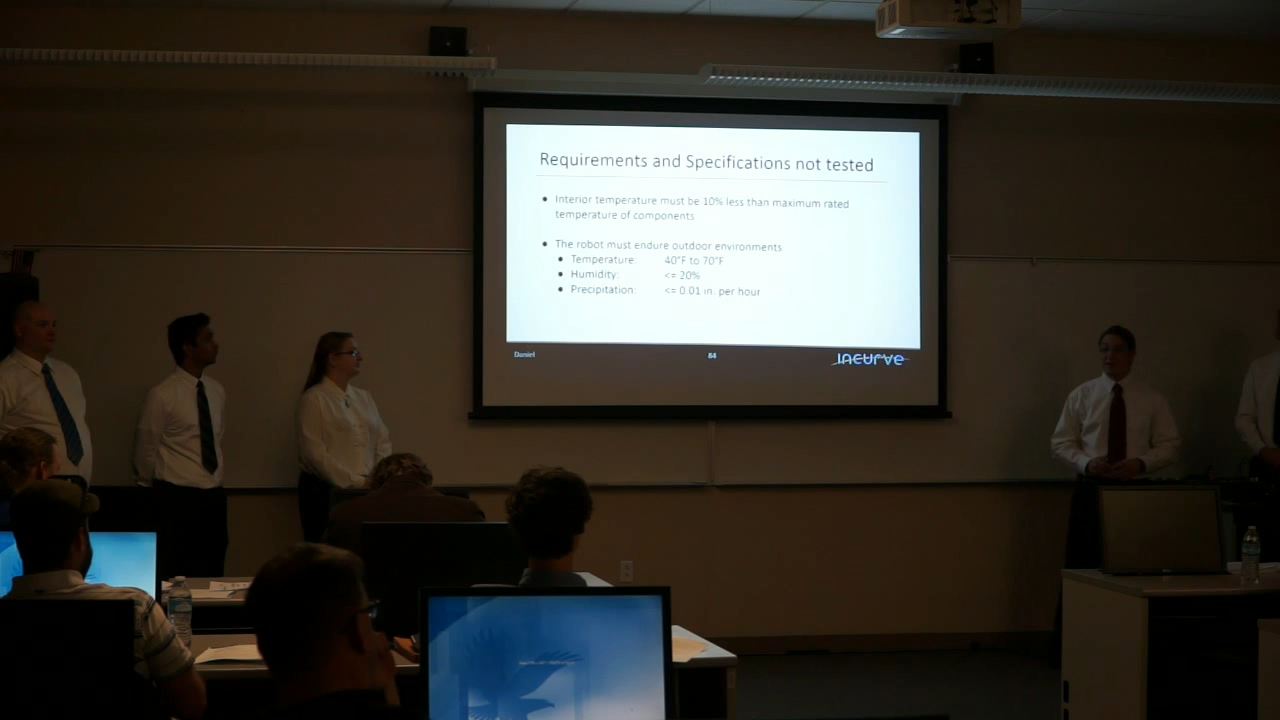 Requirements and Specifications not tested
• Interior temperature must be 10% less than maximum rated
temperature of components
• The robot must endure outdoor environments
• Temperature: 40°F to 70°F
• Humidity: <= 20%
• Precipitation: <= 0.01 in. per hour
Daniel 84 INCURVE